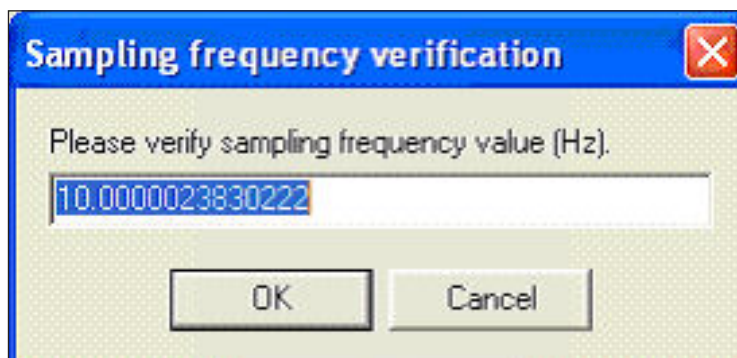 Sampling frequency verification
Please verify sampling frequency value (Hz).
10.0000023830222
OK Cancel